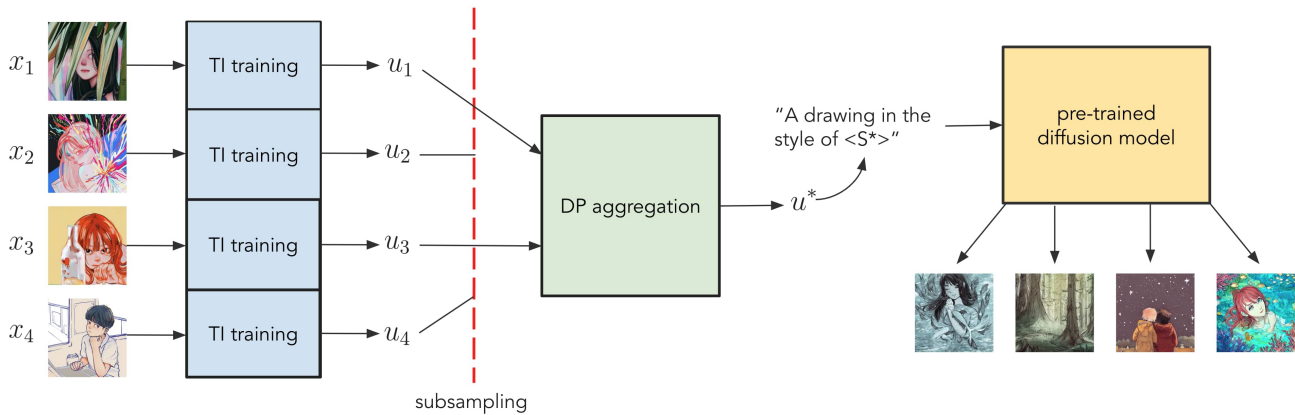 x₁
TI training
u₁
x₂
TI training
u₂
x₃
TI training
u₃
x₄
TI training
u₄
subsampling
DP aggregation
u*
“A drawing in the
style of <S*>”
pre-trained
diffusion model